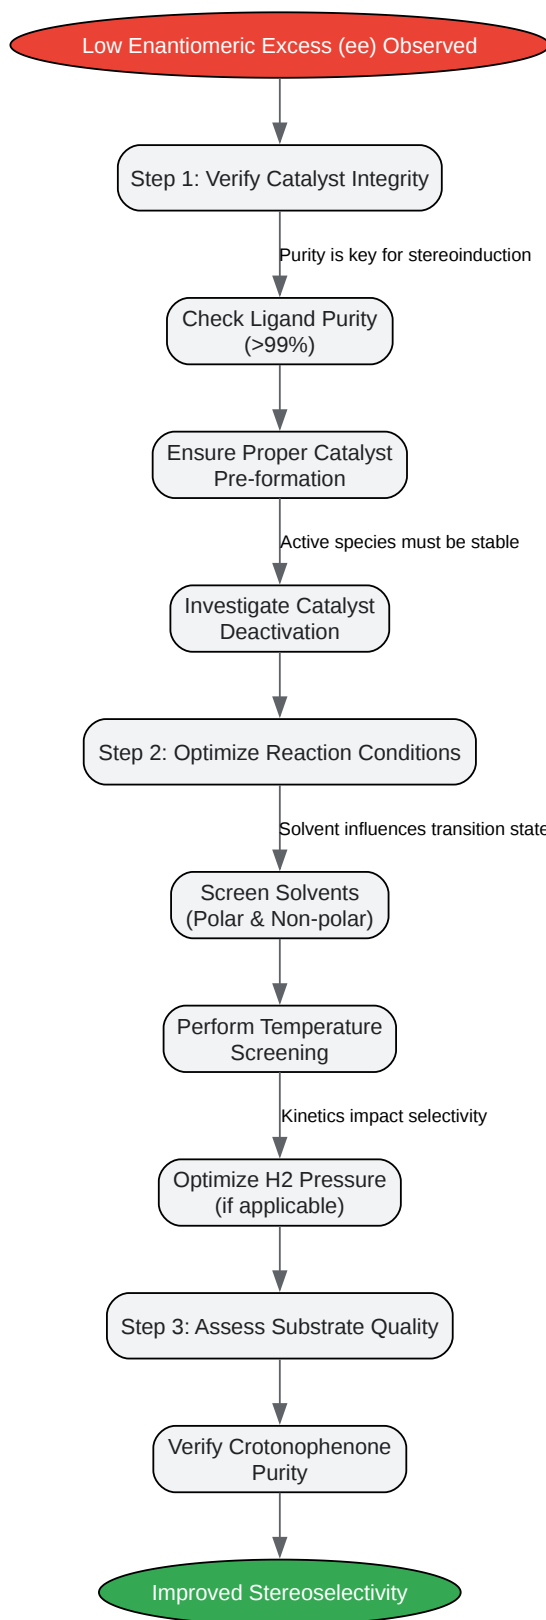 Low Enantiomeric Excess (ee) Observed
Step 1: Verify Catalyst Integrity
Purity is key for stereoinduction
Check Ligand Purity
(>99%)
Ensure Proper Catalyst
Pre-formation
Active species must be stable
Investigate Catalyst
Deactivation
Step 2: Optimize Reaction Conditions
Solvent influences transition state
Screen Solvents
(Polar & Non-polar)
Perform Temperature
Screening
Kinetics impact selectivity
Optimize H2 Pressure
(if applicable)
Step 3: Assess Substrate Quality
Verify Crotonophenone
Purity
Improved Stereoselectivity